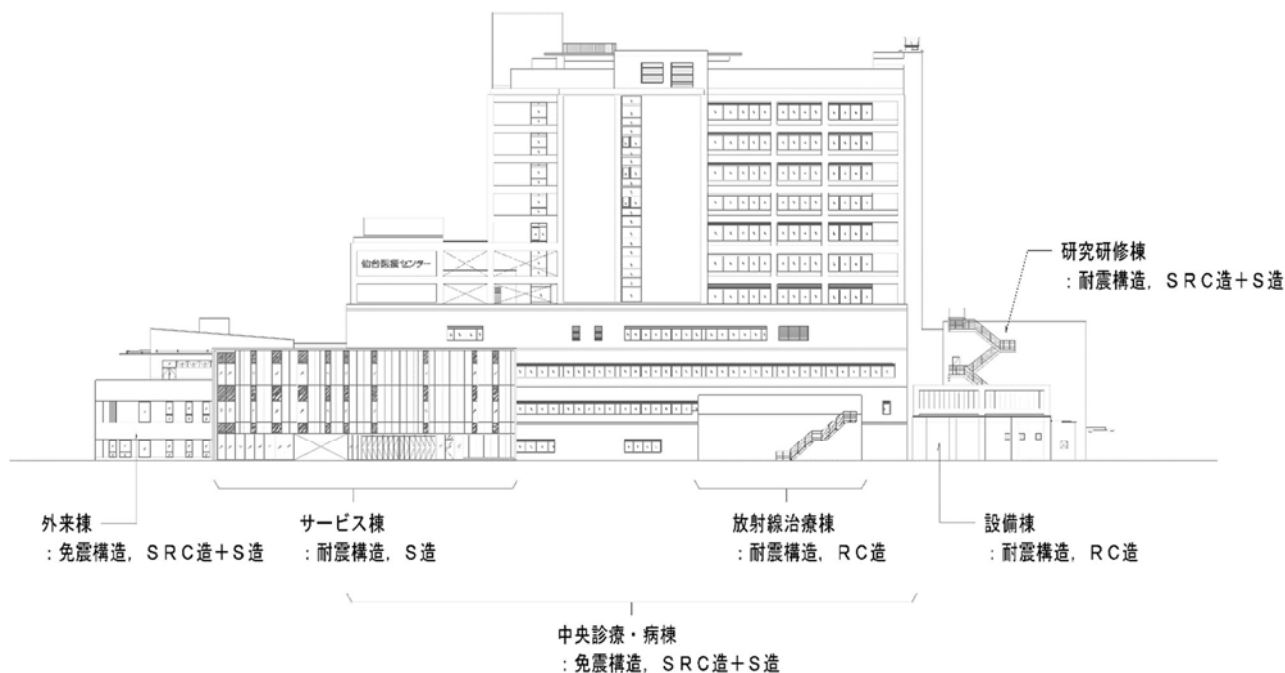 仙台医療センター
研究研修棟
：耐震構造，ＳＲＣ造＋Ｓ造
外来棟
：免震構造，ＳＲＣ造＋Ｓ造
サービス棟
：耐震構造，Ｓ造
放射線治療棟
：耐震構造，ＲＣ造
設備棟
：耐震構造，ＲＣ造
中央診療・病棟
：免震構造，ＳＲＣ造＋Ｓ造